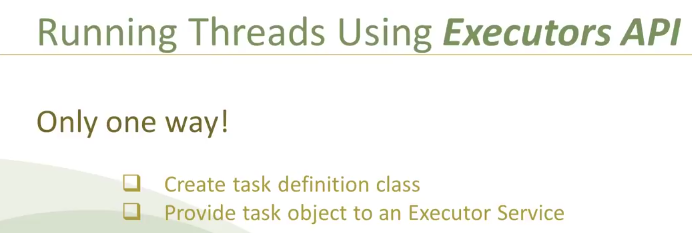 Running Threads Using Executors API
Only one way!
Create task definition class
Provide task object to an Executor Service